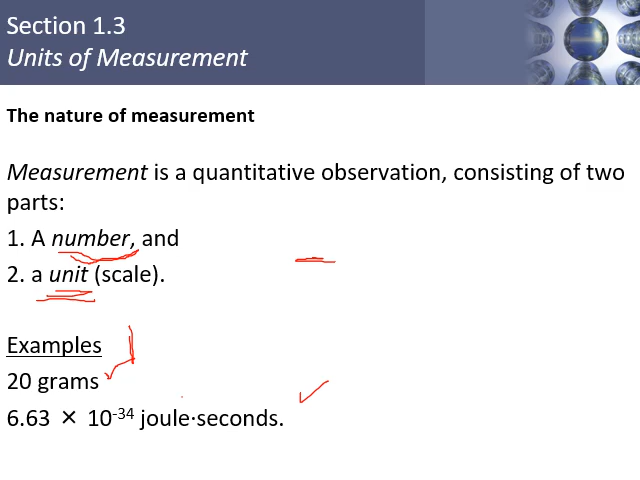 Section 1.3
Units of Measurement
The nature of measurement
Measurement is a quantitative observation, consisting of two
parts:
1. A number, and
2. a unit (scale).
Examples
20 grams
6.63 × 10⁻³⁴ joule·seconds.